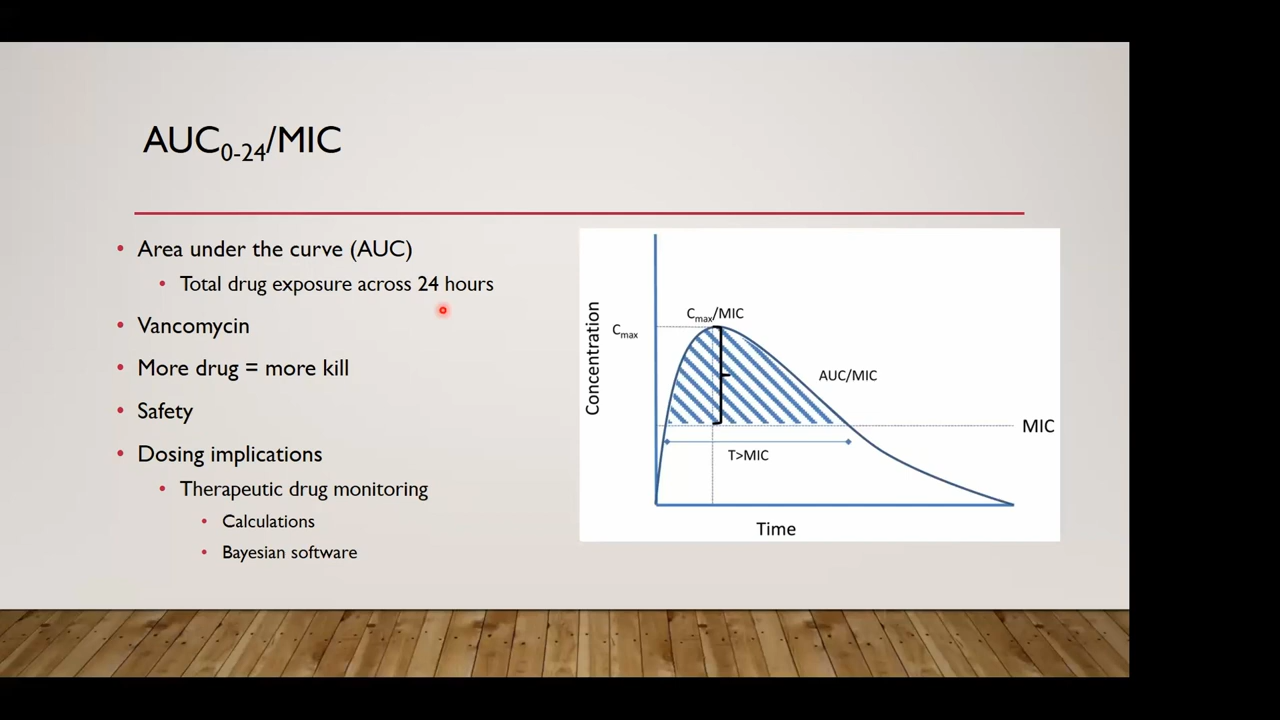 AUC0-24/MIC
• Area under the curve (AUC)
• Total drug exposure across 24 hours
• Vancomycin
• More drug = more kill
• Safety
• Dosing implications
• Therapeutic drug monitoring
• Calculations
• Bayesian software
Concentration
Cmax
Cmax/MIC
AUC/MIC
MIC
T>MIC
Time